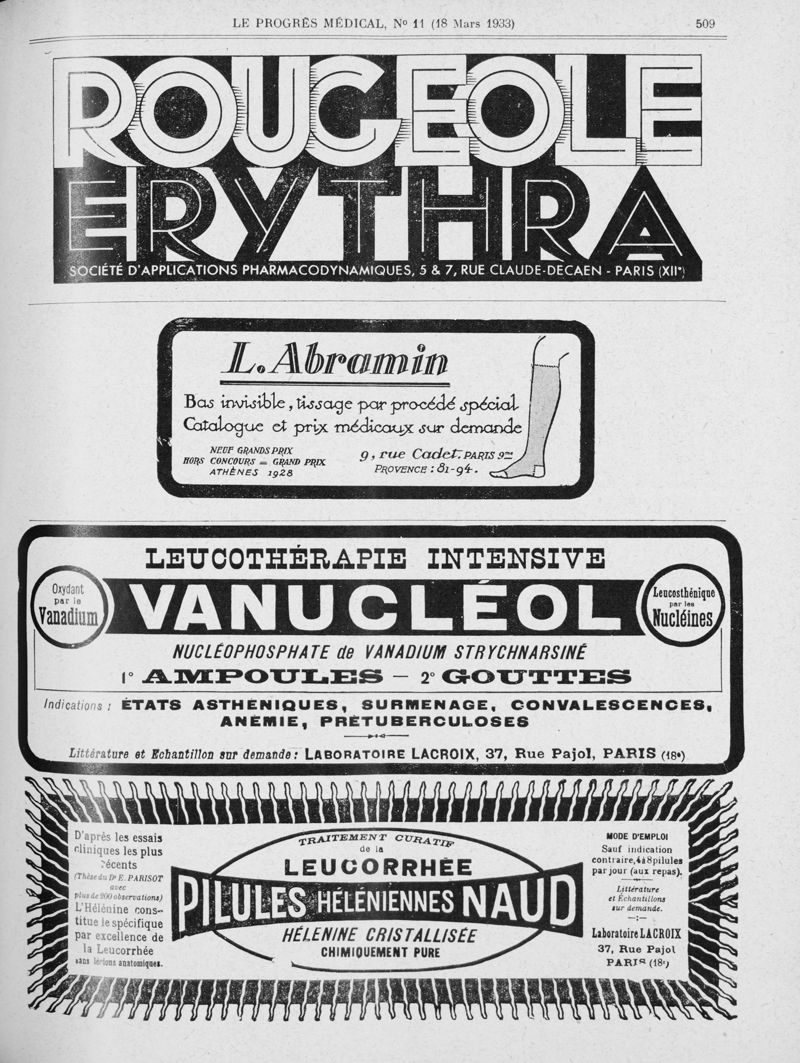 LE PROGRÈS MÉDICAL, No 11 (18 Mars 1933)
509
ROUGEOLE
ERYTHRA
SOCIÉTÉ D'APPLICATIONS PHARMACODYNAMIQUES, 5 & 7, RUE CLAUDE-DECAEN - PARIS (XIIe)
L. Abramin
Bas invisible, tissage par procédé spécial
Catalogue et prix médicaux sur demande
NEUF GRANDS PRIX
HORS CONCOURS = GRAND PRIX
ATHÈNES 1928
9, rue Cadet. PARIS 9me
PROVENCE : 81-94.
LEUCOTHÉRAPIE INTENSIVE
Oxydant
par le
Vanadium
VANUCLÉOL
Leucosthénique
par les
Nucléines
NUCLÉOPHOSPHATE de VANADIUM STRYCHNARSINÉ
1° AMPOULES — 2° GOUTTES
Indications : ÉTATS ASTHÉNIQUES, SURMENAGE, CONVALESCENCES,
ANÉMIE, PRÉTUBERCULOSES
Littérature et Echantillon sur demande : LABORATOIRE LACROIX, 37, Rue Pajol, PARIS (18e)
D'après les essais
cliniques les plus
récents
(Thèse du Dr E. PARISOT
avec
plus de 200 observations)
L'Hélénine cons-
titue le spécifique
par excellence de
la Leucorrhée
sans lésions anatomiques.
TRAITEMENT CURATIF
de la
LEUCORRHÉE
PILULES HÉLÉNIENNES NAUD
HÉLENINE CRISTALLISÉE
CHIMIQUEMENT PURE
MODE D'EMPLOI
Sauf indication
contraire, 4 à 8 pilules
par jour (aux repas).
Littérature
et Échantillons
sur demande.
Laboratoire LACROIX
37, Rue Pajol
PARIS (18e)